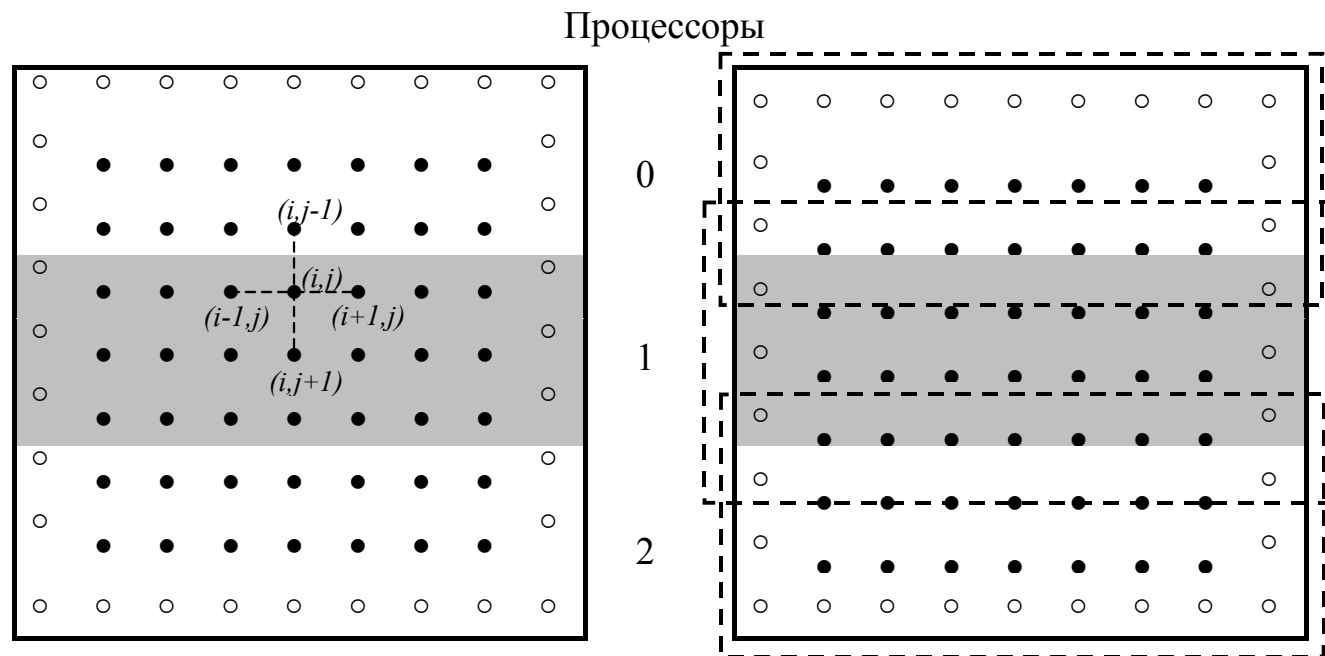 Процессоры
0
(i,j-1)
(i,j)
(i-1,j)
(i+1,j)
1
(i,j+1)
2